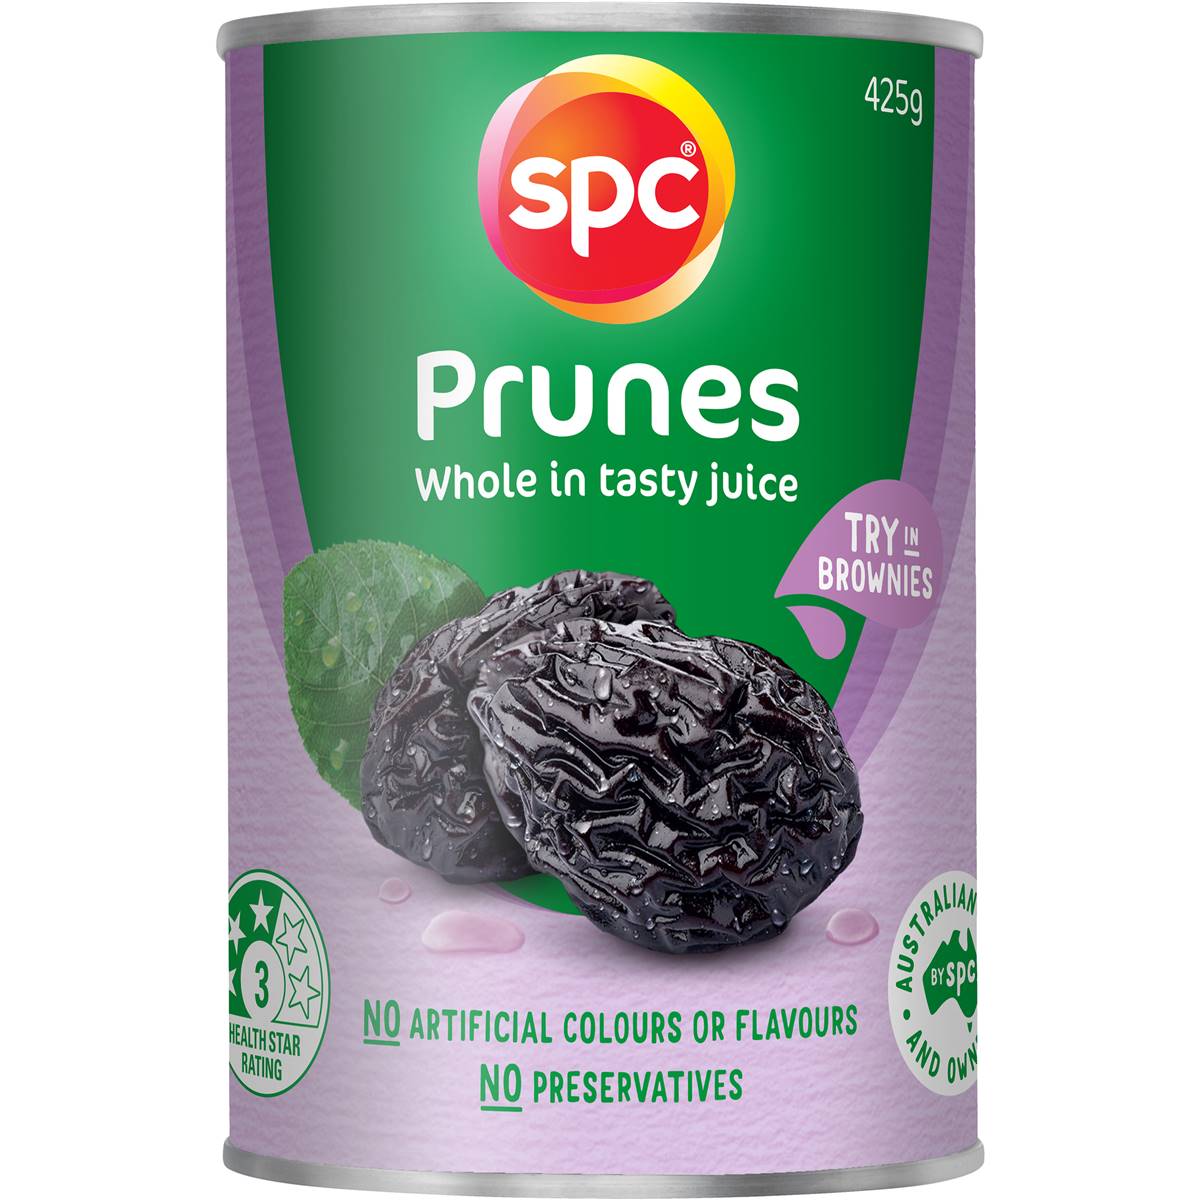 425g
spc®
Prunes
Whole in tasty juice
TRY IN
BROWNIES
3
HEALTH STAR
RATING
AUSTRALIAN
BY SPC
AND
NO ARTIFICIAL COLOURS OR FLAVOURS
NO PRESERVATIVES